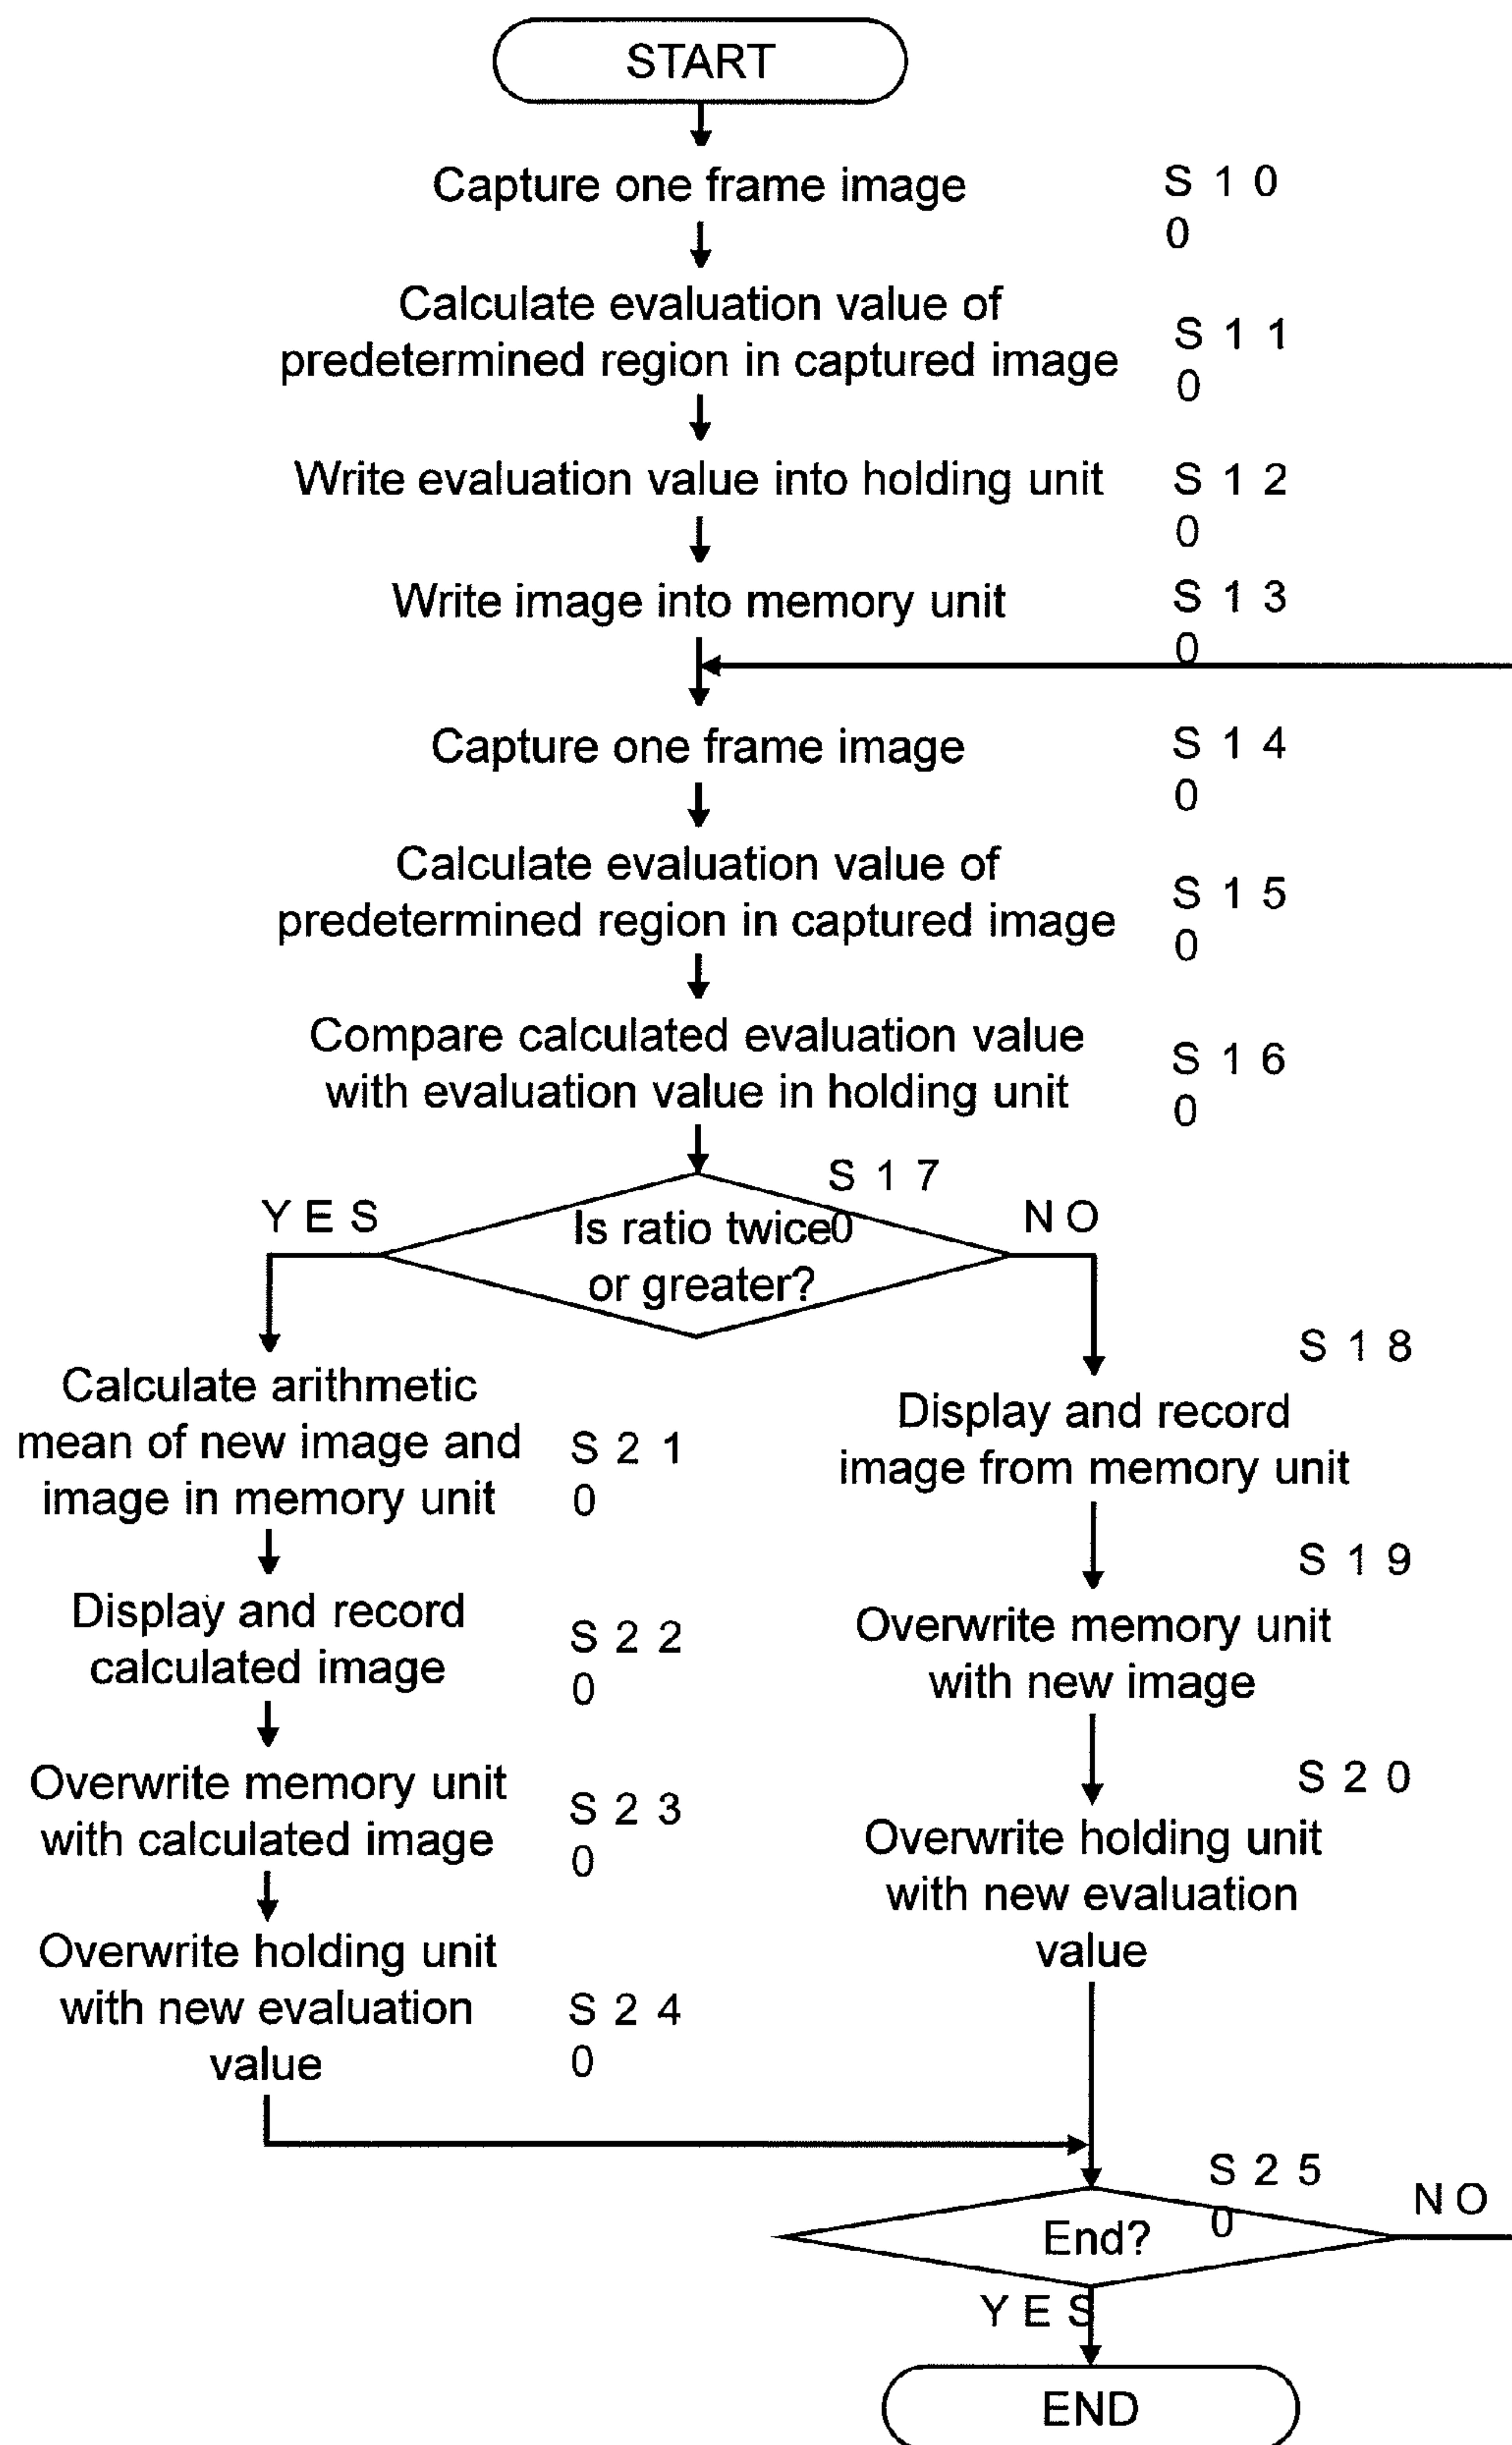 START
Capture one frame image
S 1 0
0
Calculate evaluation value of
predetermined region in captured image
S 1 1
0
Write evaluation value into holding unit
S 1 2
0
Write image into memory unit
S 1 3
0
Capture one frame image
S 1 4
0
Calculate evaluation value of
predetermined region in captured image
S 1 5
0
Compare calculated evaluation value
with evaluation value in holding unit
S 1 6
0
S 1 7
0
YES
Is ratio twice
or greater?
NO
Calculate arithmetic
mean of new image and
image in memory unit
S 2 1
0
Display and record
calculated image
S 2 2
0
Overwrite memory unit
with calculated image
S 2 3
0
Overwrite holding unit
with new evaluation
value
S 2 4
0
S 1 8
Display and record
image from memory unit
S 1 9
Overwrite memory unit
with new image
S 2 0
Overwrite holding unit
with new evaluation
value
S 2 5
0
End?
NO
YES
END